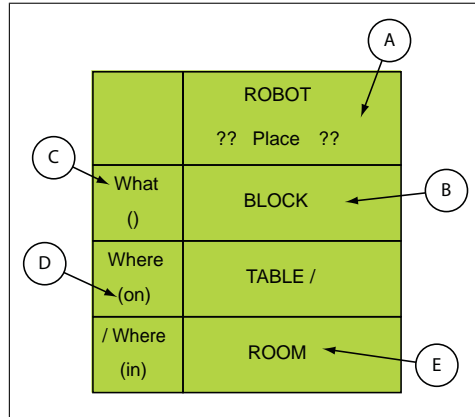 A
ROBOT
?? Place ??
C
What
()
BLOCK
B
D
Where
(on)
TABLE /
/ Where
(in)
ROOM
E